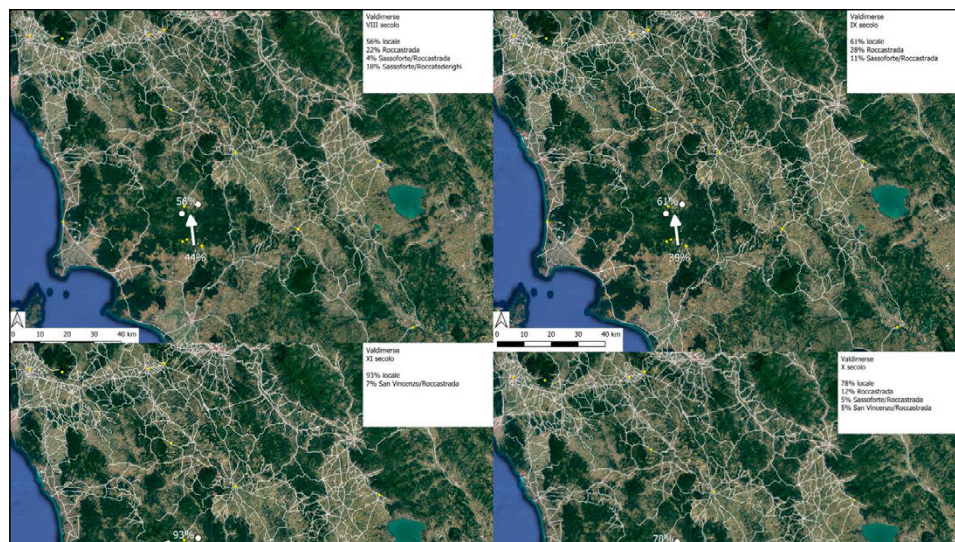 Valdimerse
VIII secolo
56% locale
22% Roccastrada
4% Sassoforte/Roccastrada
18% Sassoforte/Roccatederighi
56%
44%
0 10 20 30 40 km
Valdimerse
IX secolo
61% locale
28% Roccastrada
11% Sassoforte/Roccastrada
61%
39%
0 10 20 30 40 km
Valdimerse
XI secolo
93% locale
7% San Vincenzo/Roccastrada
93%
Valdimerse
X secolo
78% locale
12% Roccastrada
5% Sassoforte/Roccastrada
5% San Vincenzo/Roccastrada
78%